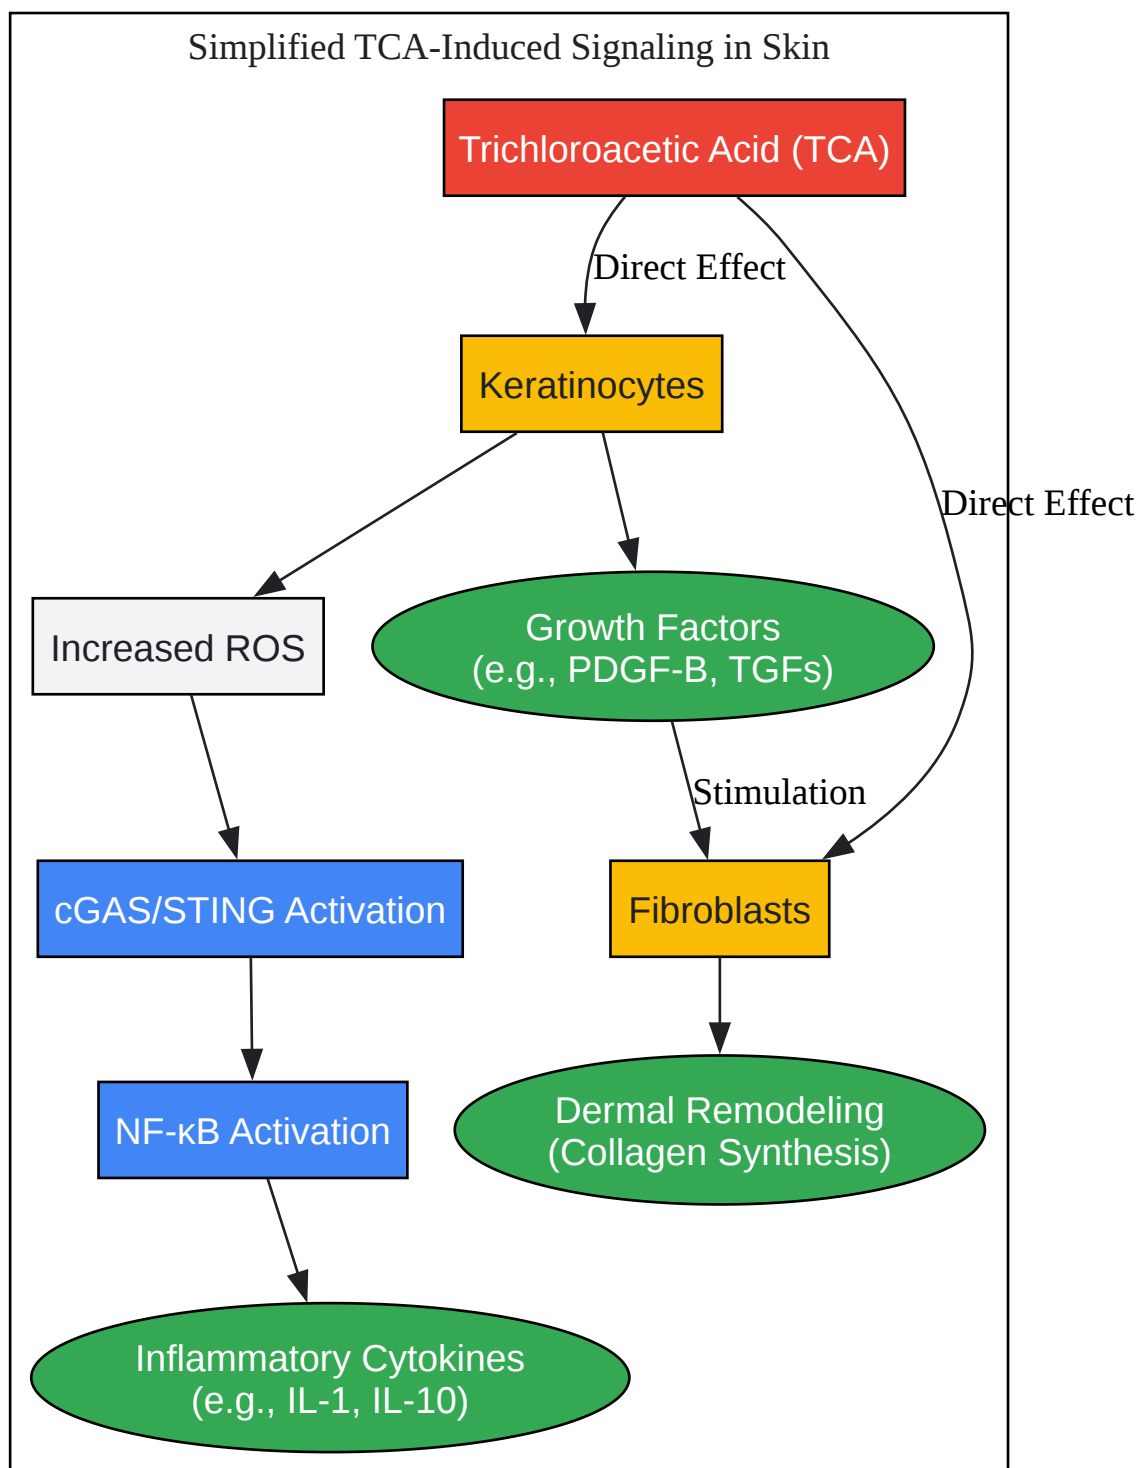 Simplified TCA-Induced Signaling in Skin
Trichloroacetic Acid (TCA)
Direct Effect
Keratinocytes
Direct Effect
Increased ROS
Growth Factors
(e.g., PDGF-B, TGFs)
Stimulation
cGAS/STING Activation
Fibroblasts
NF-κB Activation
Dermal Remodeling
(Collagen Synthesis)
Inflammatory Cytokines
(e.g., IL-1, IL-10)